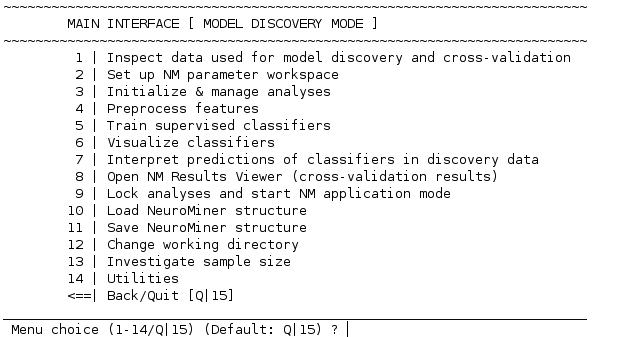 MAIN INTERFACE [ MODEL DISCOVERY MODE ]
1 | Inspect data used for model discovery and cross-validation
2 | Set up NM parameter workspace
3 | Initialize & manage analyses
4 | Preprocess features
5 | Train supervised classifiers
6 | Visualize classifiers
7 | Interpret predictions of classifiers in discovery data
8 | Open NM Results Viewer (cross-validation results)
9 | Lock analyses and start NM application mode
10 | Load NeuroMiner structure
11 | Save NeuroMiner structure
12 | Change working directory
13 | Investigate sample size
14 | Utilities
<==| Back/Quit [Q|15]
Menu choice (1-14/Q|15) (Default: Q|15) ? |